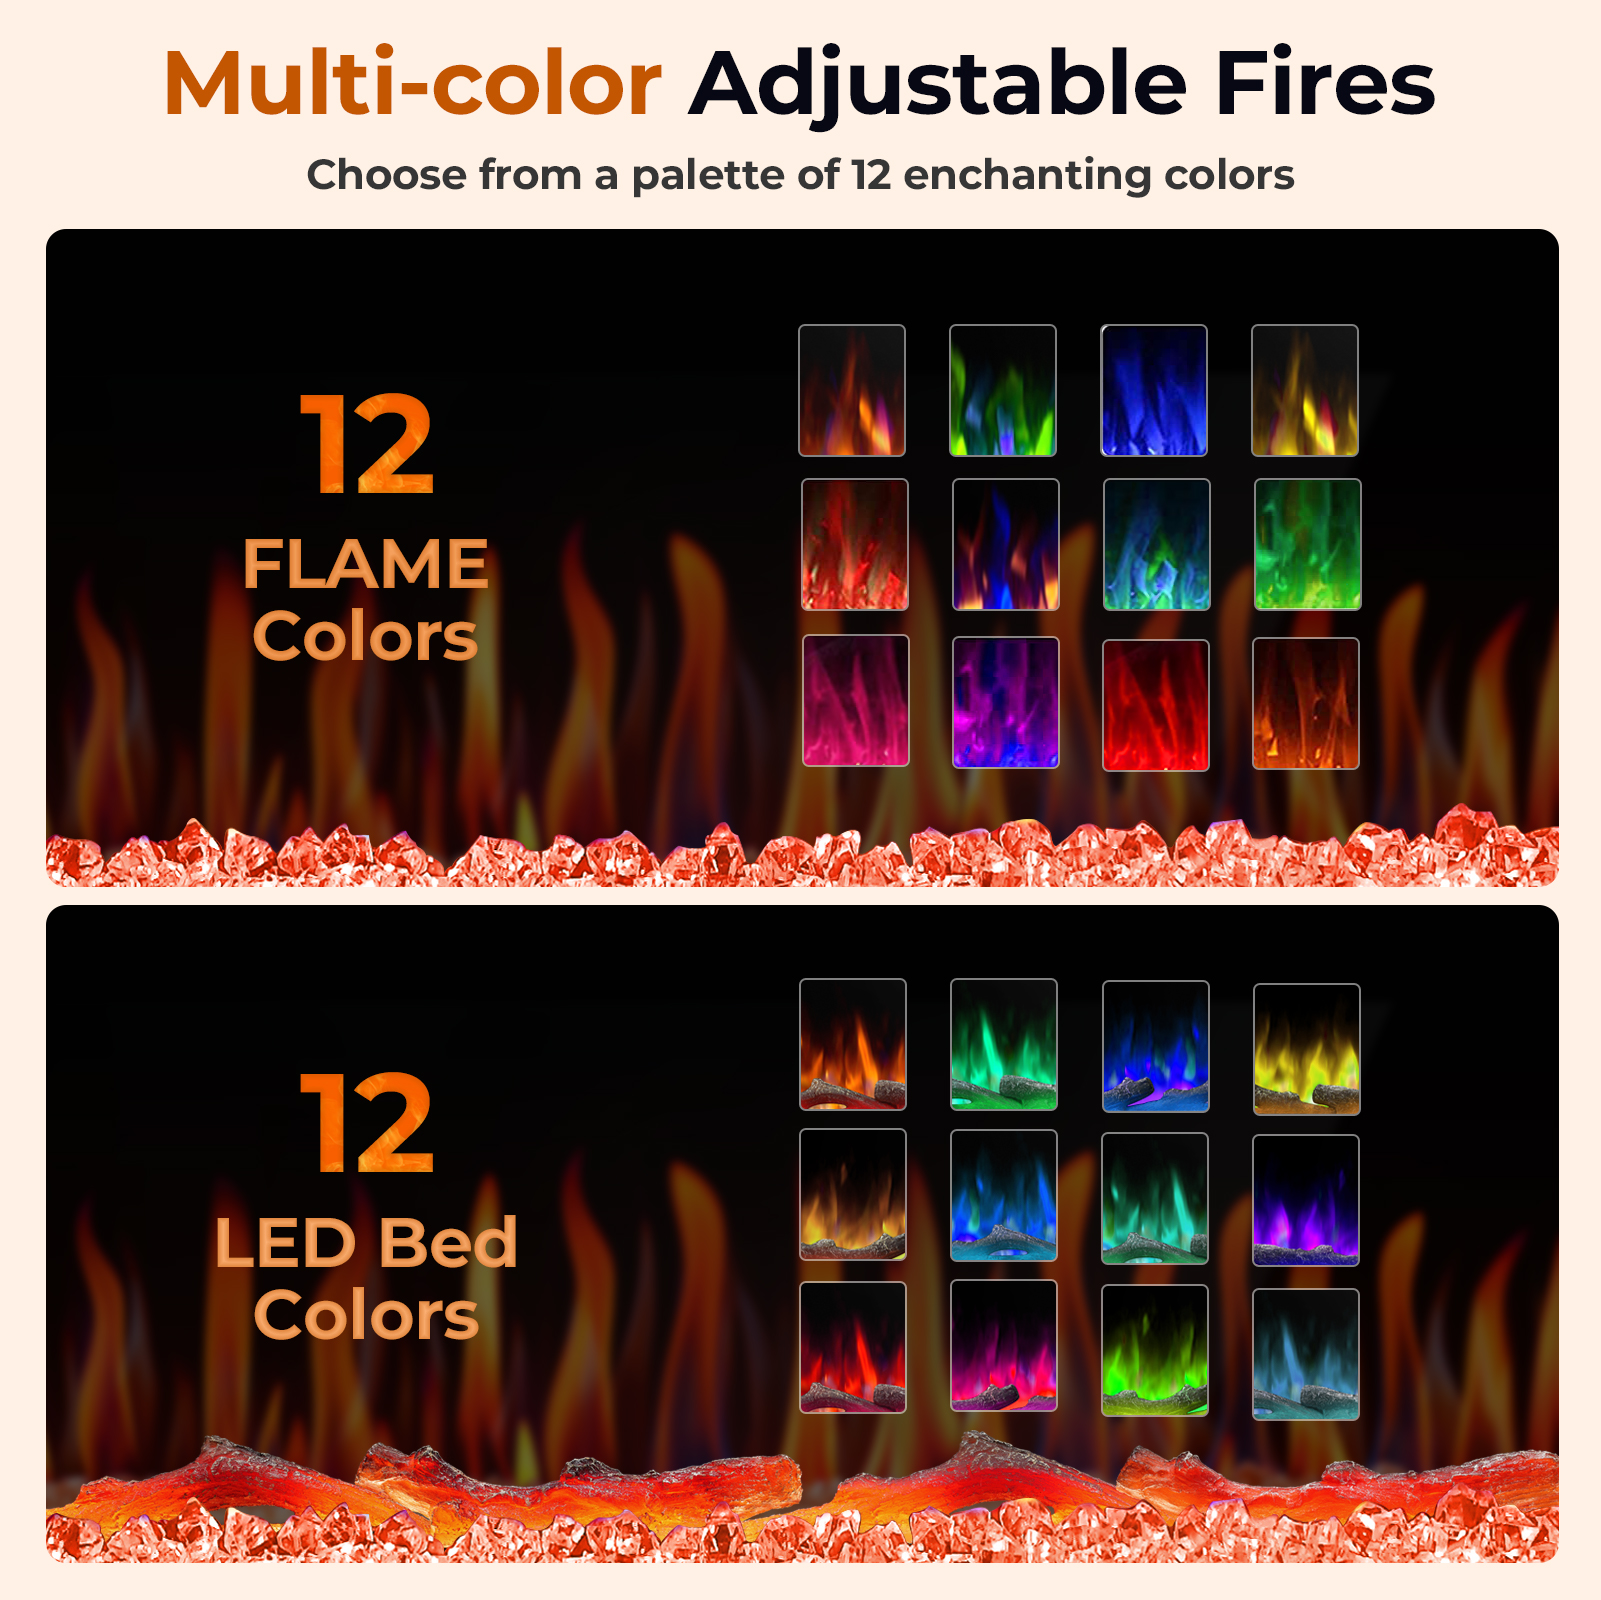 Multi-color Adjustable Fires
Choose from a palette of 12 enchanting colors
12
FLAME
Colors
12
LED Bed
Colors